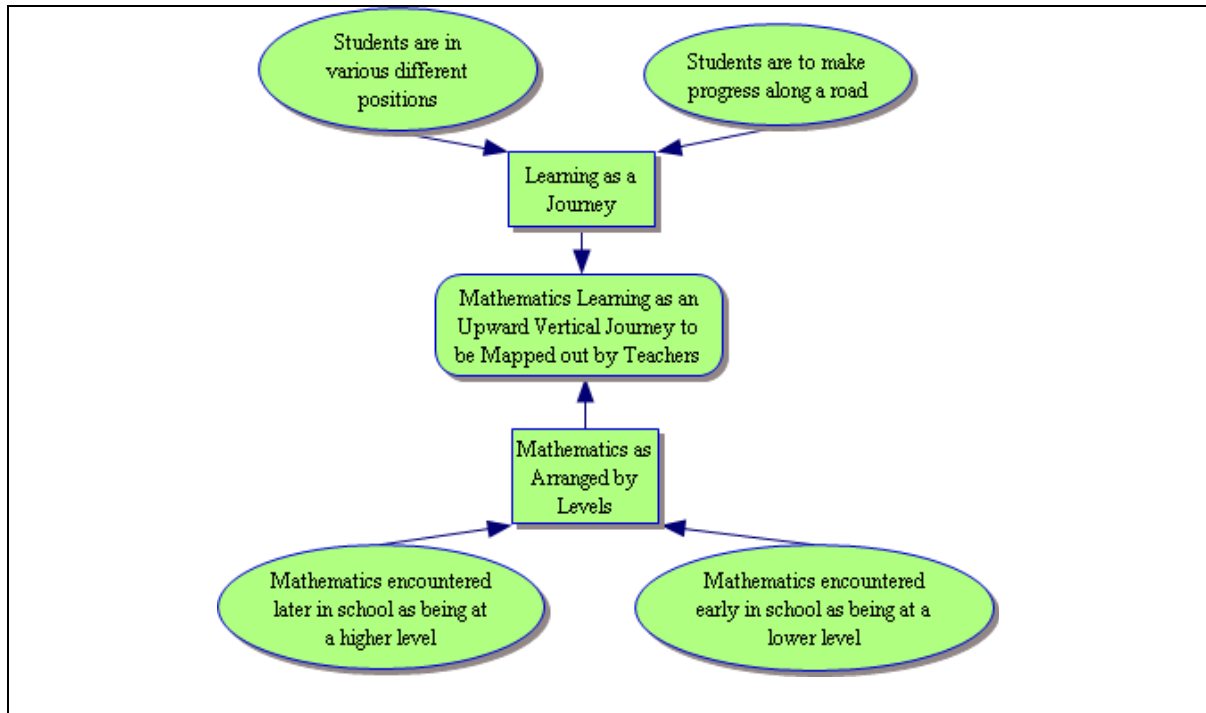 Students are in
various different
positions
Students are to make
progress along a road
Learning as a
Journey
Mathematics Learning as an
Upward Vertical Journey to
be Mapped out by Teachers
Mathematics as
Arranged by
Levels
Mathematics encountered
later in school as being at
a higher level
Mathematics encountered
early in school as being at a
lower level